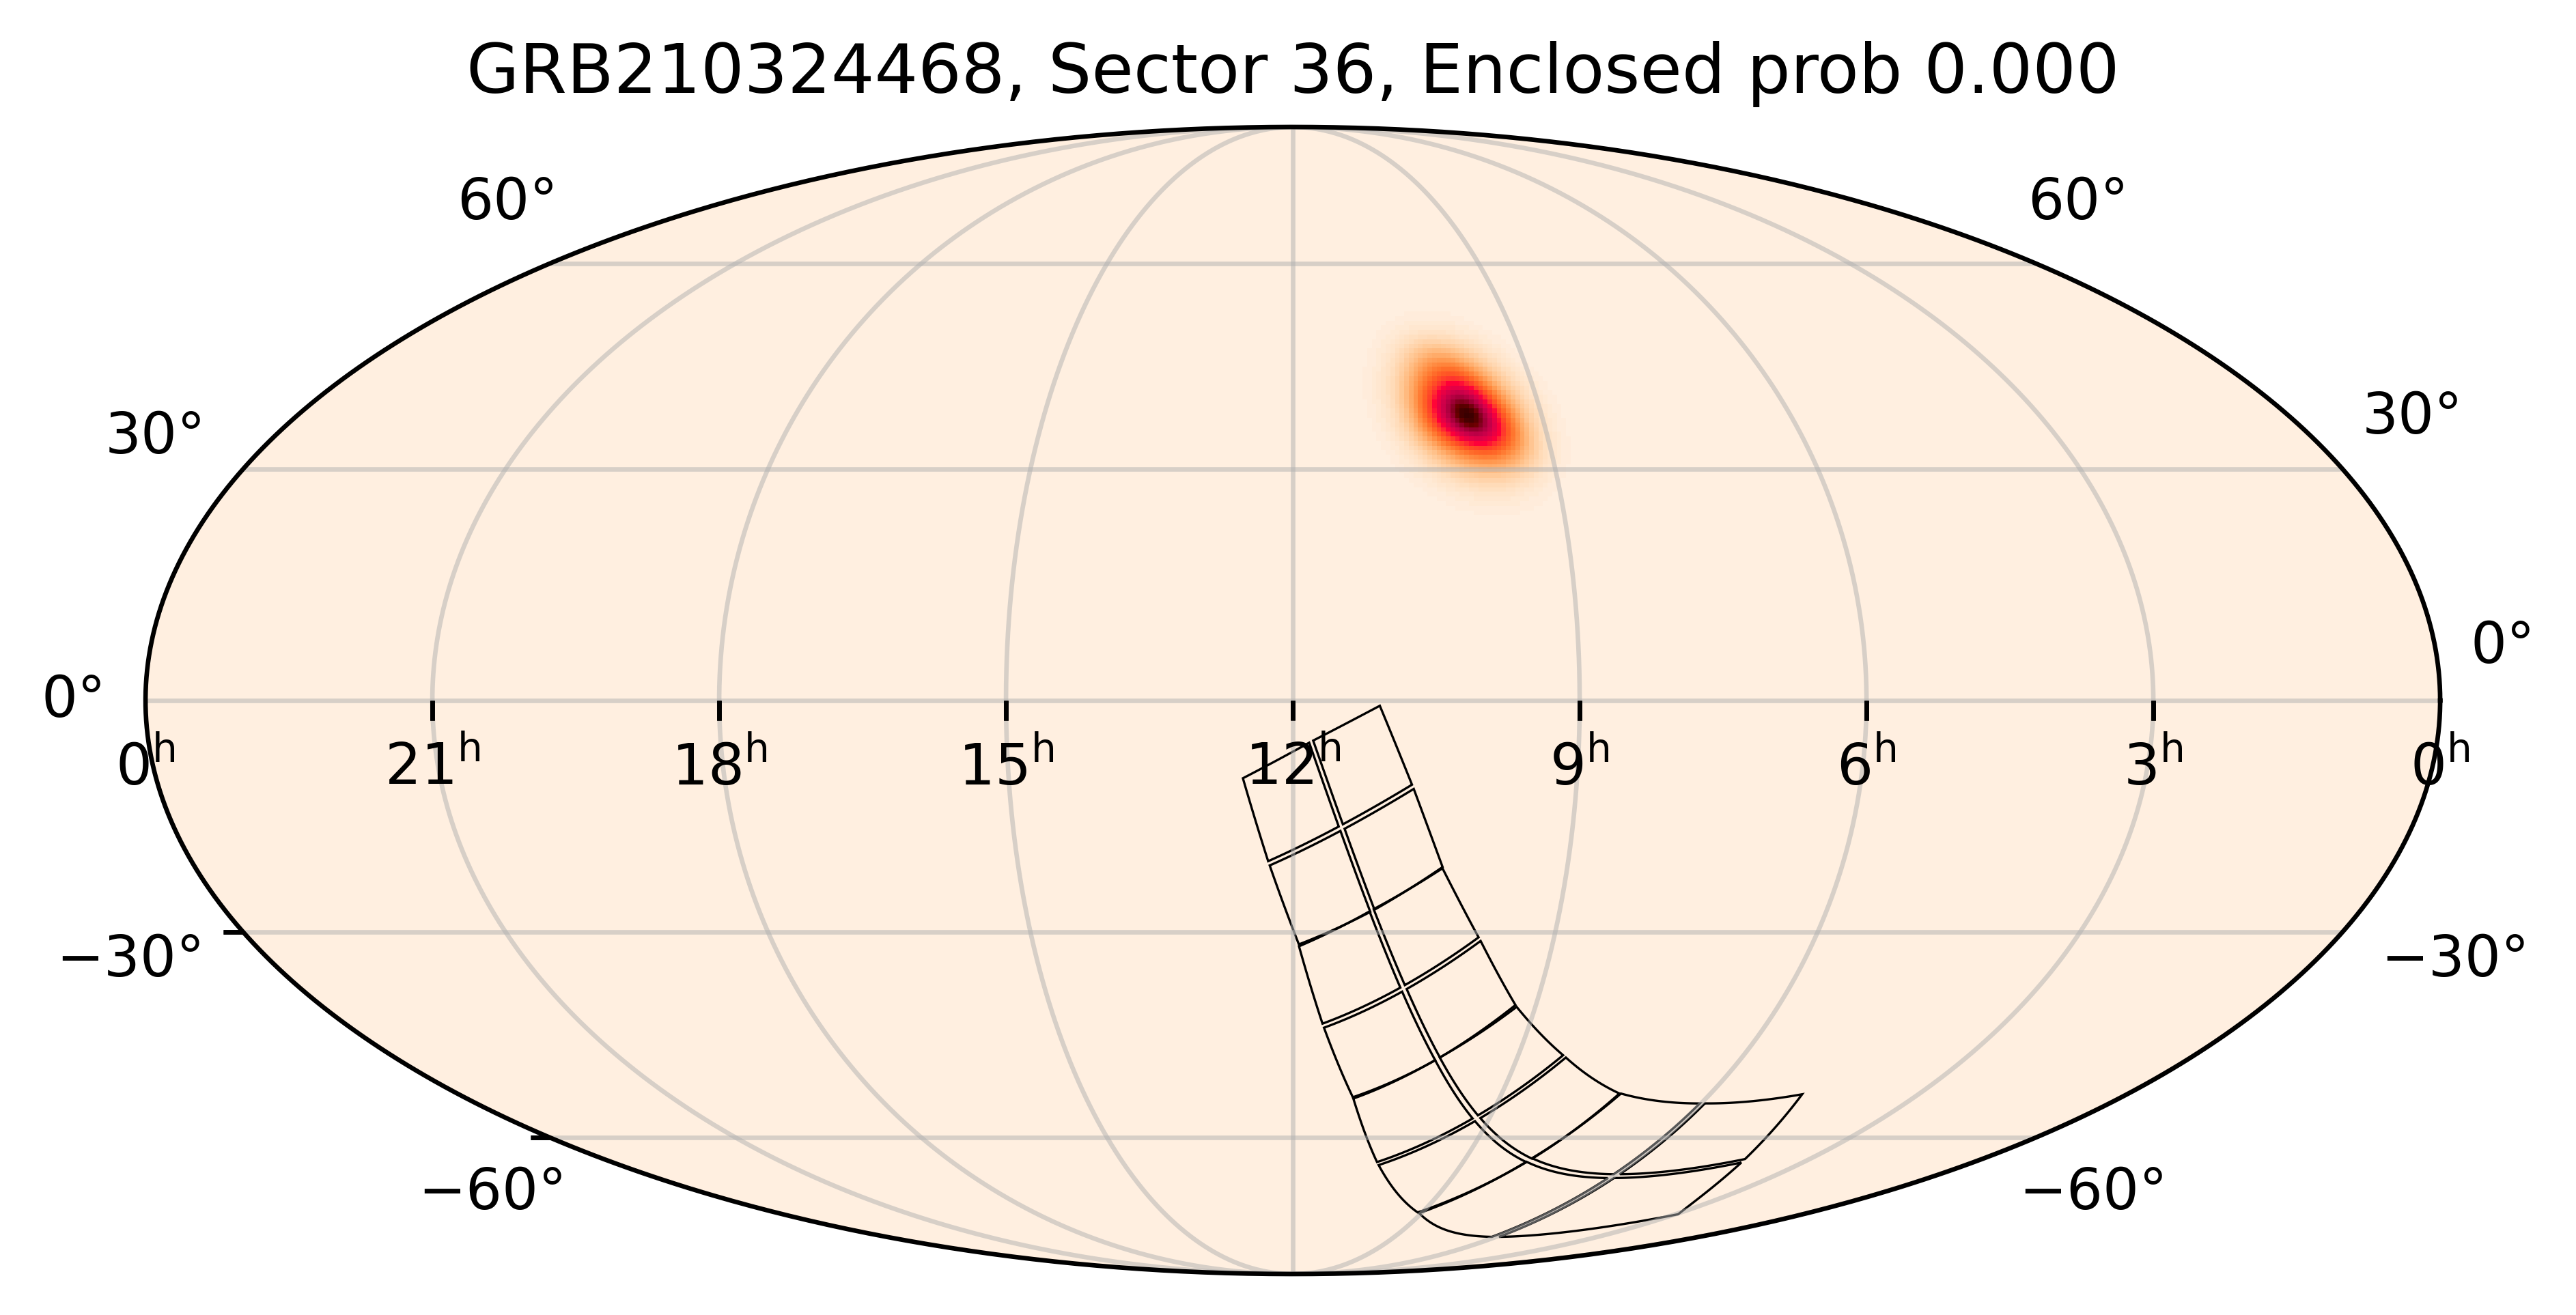 GRB210324468, Sector 36, Enclosed prob 0.000
60° 60°
30° 30°
0° 0°
0h 21h 18h 15h 12h 9h 6h 3h 0h
−30° −30°
−60° −60°